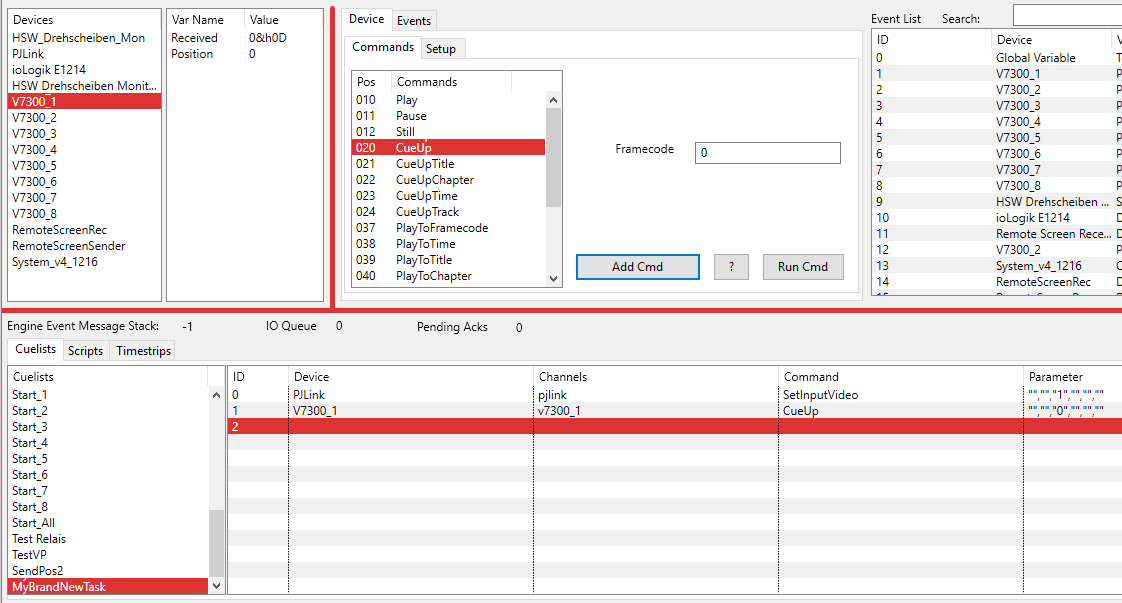 Devices
HSW_Drehscheiben_Mon
PJLink
ioLogik E1214
HSW Drehscheiben Monit...
V7300_1
V7300_2
V7300_3
V7300_4
V7300_5
V7300_6
V7300_7
V7300_8
RemoteScreenRec
RemoteScreenSender
System_v4_1216
Var Name Value
Received 0&h0D
Position 0
Device Events
Commands Setup
Pos Commands
010 Play
011 Pause
012 Still
020 CueUp
021 CueUpTitle
022 CueUpChapter
023 CueUpTime
024 CueUpTrack
037 PlayToFramecode
038 PlayToTime
039 PlayToTitle
040 PlayToChapter
Framecode 0
Add Cmd ? Run Cmd
Event List Search:
ID Device V
0 Global Variable T
1 V7300_1 P
2 V7300_2 P
3 V7300_3 P
4 V7300_4 P
5 V7300_5 P
6 V7300_6 P
7 V7300_7 P
8 V7300_8 P
9 HSW Drehscheiben ... S
10 ioLogik E1214 D
11 Remote Screen Rece... D
12 V7300_2 P
13 System_v4_1216 C
14 RemoteScreenRec D
Engine Event Message Stack: -1 IO Queue 0 Pending Acks 0
Cuelists Scripts Timestrips
Cuelists
Start_1
Start_2
Start_3
Start_4
Start_5
Start_6
Start_7
Start_8
Start_All
Test Relais
TestVP
SendPos2
MyBrandNewTask
ID Device Channels Command Parameter
0 PJLink pjlink SetInputVideo "","","1","","",""
1 V7300_1 v7300_1 CueUp "","","0","","",""
2